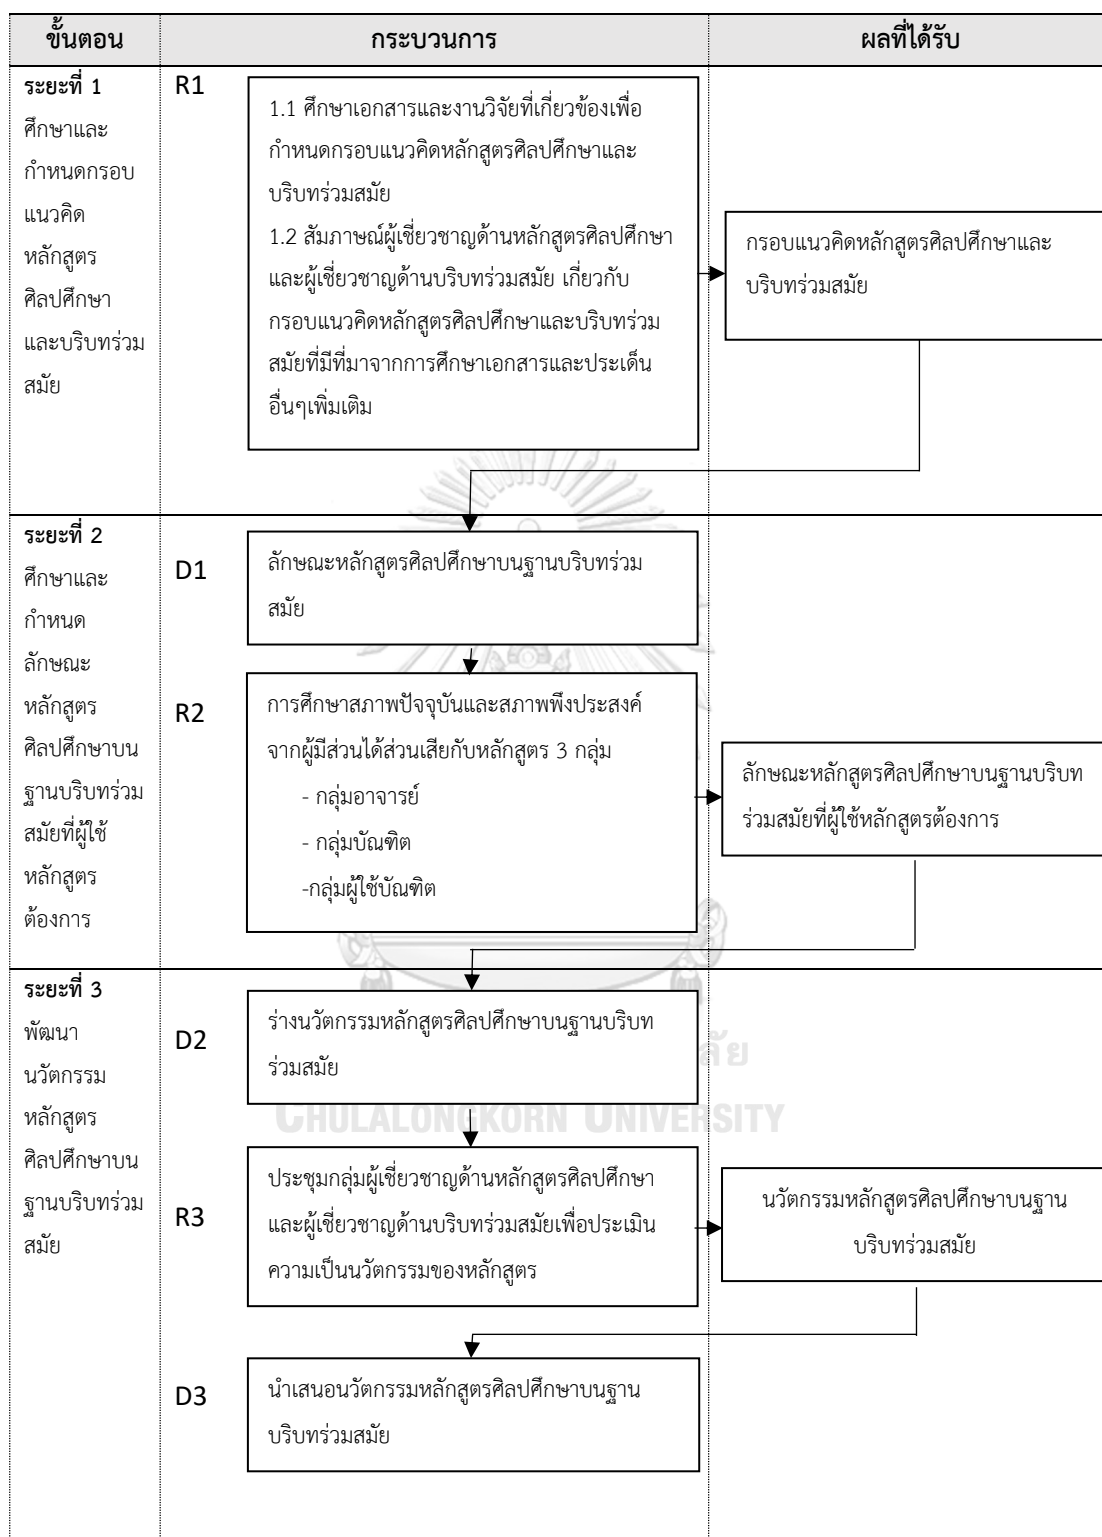 ขั้นตอน
กระบวนการ
ผลที่ได้รับ
ระยะที่ 1
ศึกษาและ
กำหนดกรอบ
แนวคิด
หลักสูตร
ศิลปศึกษา
และบริบทร่วม
สมัย
R1
1.1 ศึกษาเอกสารและงานวิจัยที่เกี่ยวข้องเพื่อ
กำหนดกรอบแนวคิดหลักสูตรศิลปศึกษาและ
บริบทร่วมสมัย
1.2 สัมภาษณ์ผู้เชี่ยวชาญด้านหลักสูตรศิลปศึกษา
และผู้เชี่ยวชาญด้านบริบทร่วมสมัย เกี่ยวกับ
กรอบแนวคิดหลักสูตรศิลปศึกษาและบริบทร่วม
สมัยที่มีที่มาจากการศึกษาเอกสารและประเด็น
อื่นๆเพิ่มเติม
กรอบแนวคิดหลักสูตรศิลปศึกษาและ
บริบทร่วมสมัย
ระยะที่ 2
ศึกษาและ
กำหนด
ลักษณะ
หลักสูตร
ศิลปศึกษาบน
ฐานบริบทร่วม
สมัยที่ผู้ใช้
หลักสูตร
ต้องการ
D1
ลักษณะหลักสูตรศิลปศึกษาบนฐานบริบทร่วม
สมัย
R2
การศึกษาสภาพปัจจุบันและสภาพพึงประสงค์
จากผู้มีส่วนได้ส่วนเสียกับหลักสูตร 3 กลุ่ม
- กลุ่มอาจารย์
- กลุ่มบัณฑิต
-กลุ่มผู้ใช้บัณฑิต
ลักษณะหลักสูตรศิลปศึกษาบนฐานบริบท
ร่วมสมัยที่ผู้ใช้หลักสูตรต้องการ
ระยะที่ 3
พัฒนา
นวัตกรรม
หลักสูตร
ศิลปศึกษาบน
ฐานบริบทร่วม
สมัย
D2
ร่างนวัตกรรมหลักสูตรศิลปศึกษาบนฐานบริบท
ร่วมสมัย
ลัย
CHULALONGKORN UNIVERSITY
R3
ประชุมกลุ่มผู้เชี่ยวชาญด้านหลักสูตรศิลปศึกษา
และผู้เชี่ยวชาญด้านบริบทร่วมสมัยเพื่อประเมิน
ความเป็นนวัตกรรมของหลักสูตร
นวัตกรรมหลักสูตรศิลปศึกษาบนฐาน
บริบทร่วมสมัย
D3
นำเสนอนวัตกรรมหลักสูตรศิลปศึกษาบนฐาน
บริบทร่วมสมัย